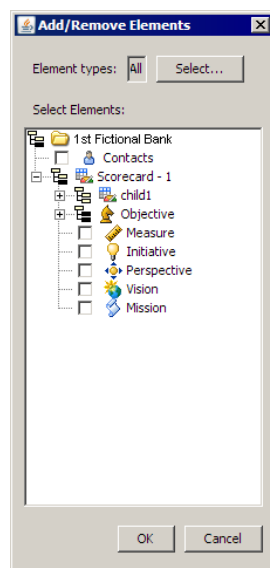 Add/Remove Elements
Element types: All Select...
Select Elements:
1st Fictional Bank
Contacts
Scorecard - 1
child1
Objective
Measure
Initiative
Perspective
Vision
Mission
OK Cancel